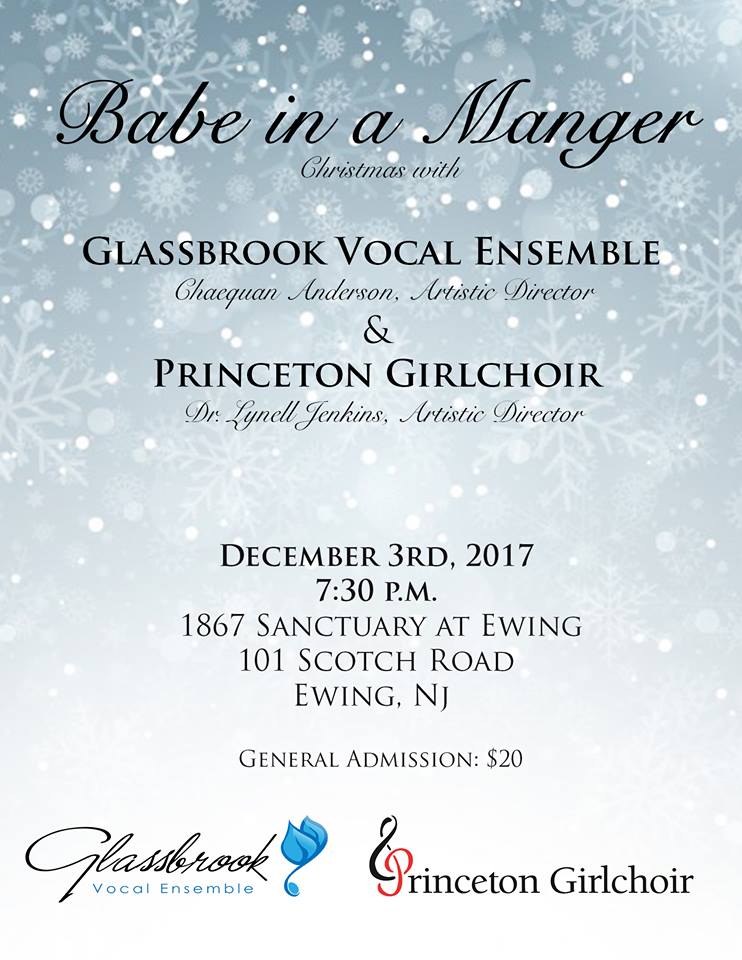 Babe in a Manger
Christmas with
Glassbrook Vocal Ensemble
Chaequan Anderson, Artistic Director
&
Princeton Girlchoir
Dr. Lynell Jenkins, Artistic Director
December 3rd, 2017
7:30 p.m.
1867 Sanctuary at Ewing
101 Scotch Road
Ewing, NJ
General Admission: $20
Glassbrook
Vocal Ensemble
Princeton Girlchoir